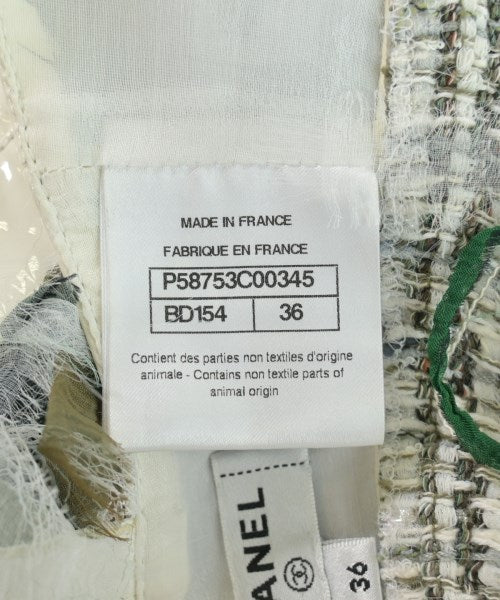 MADE IN FRANCE
FABRIQUE EN FRANCE
P58753C00345
BD154 36
Contient des parties non textiles d'origine
animale - Contains non textile parts of
animal origin
ANEL
36